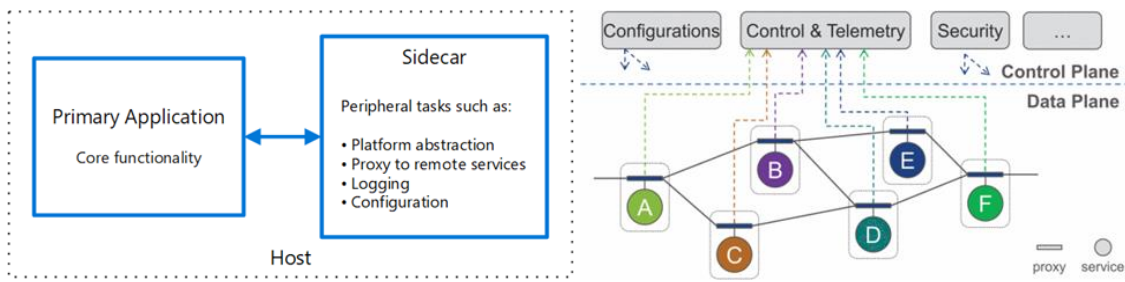 Primary Application
Core functionality
Sidecar
Peripheral tasks such as:
• Platform abstraction
• Proxy to remote services
• Logging
• Configuration
Host
Configurations
Control & Telemetry
Security
...
Control Plane
Data Plane
A
B
C
D
E
F
proxy
service